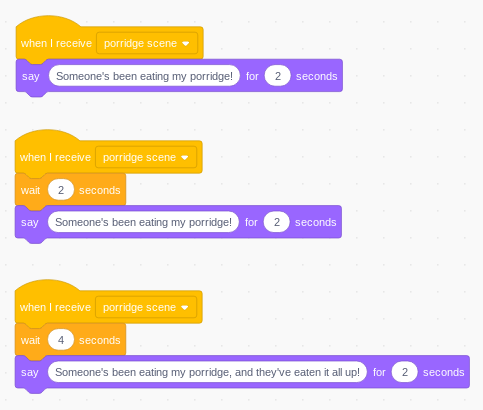 when I receive porridge scene
say Someone's been eating my porridge! for 2 seconds
when I receive porridge scene
wait 2 seconds
say Someone's been eating my porridge! for 2 seconds
when I receive porridge scene
wait 4 seconds
say Someone's been eating my porridge, and they've eaten it all up! for 2 seconds